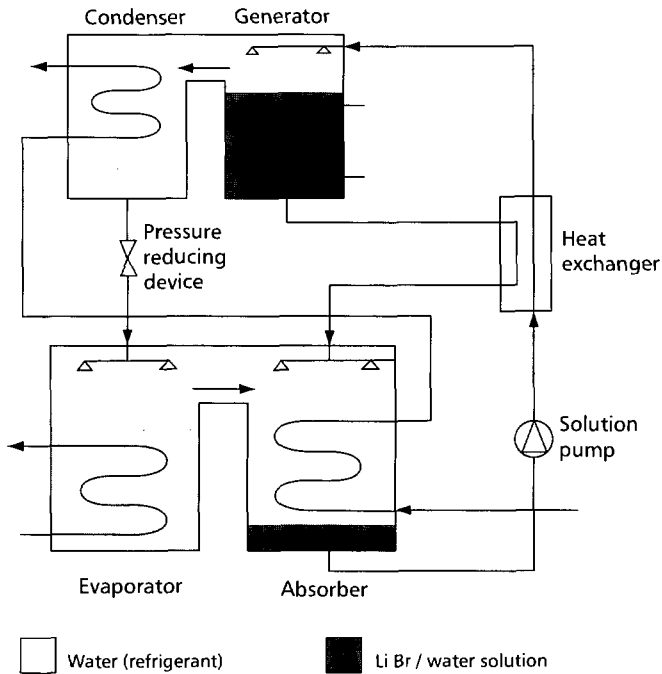 Condenser
Generator
Pressure
reducing
device
Heat
exchanger
Solution
pump
Evaporator
Absorber
Water (refrigerant)
Li Br / water solution